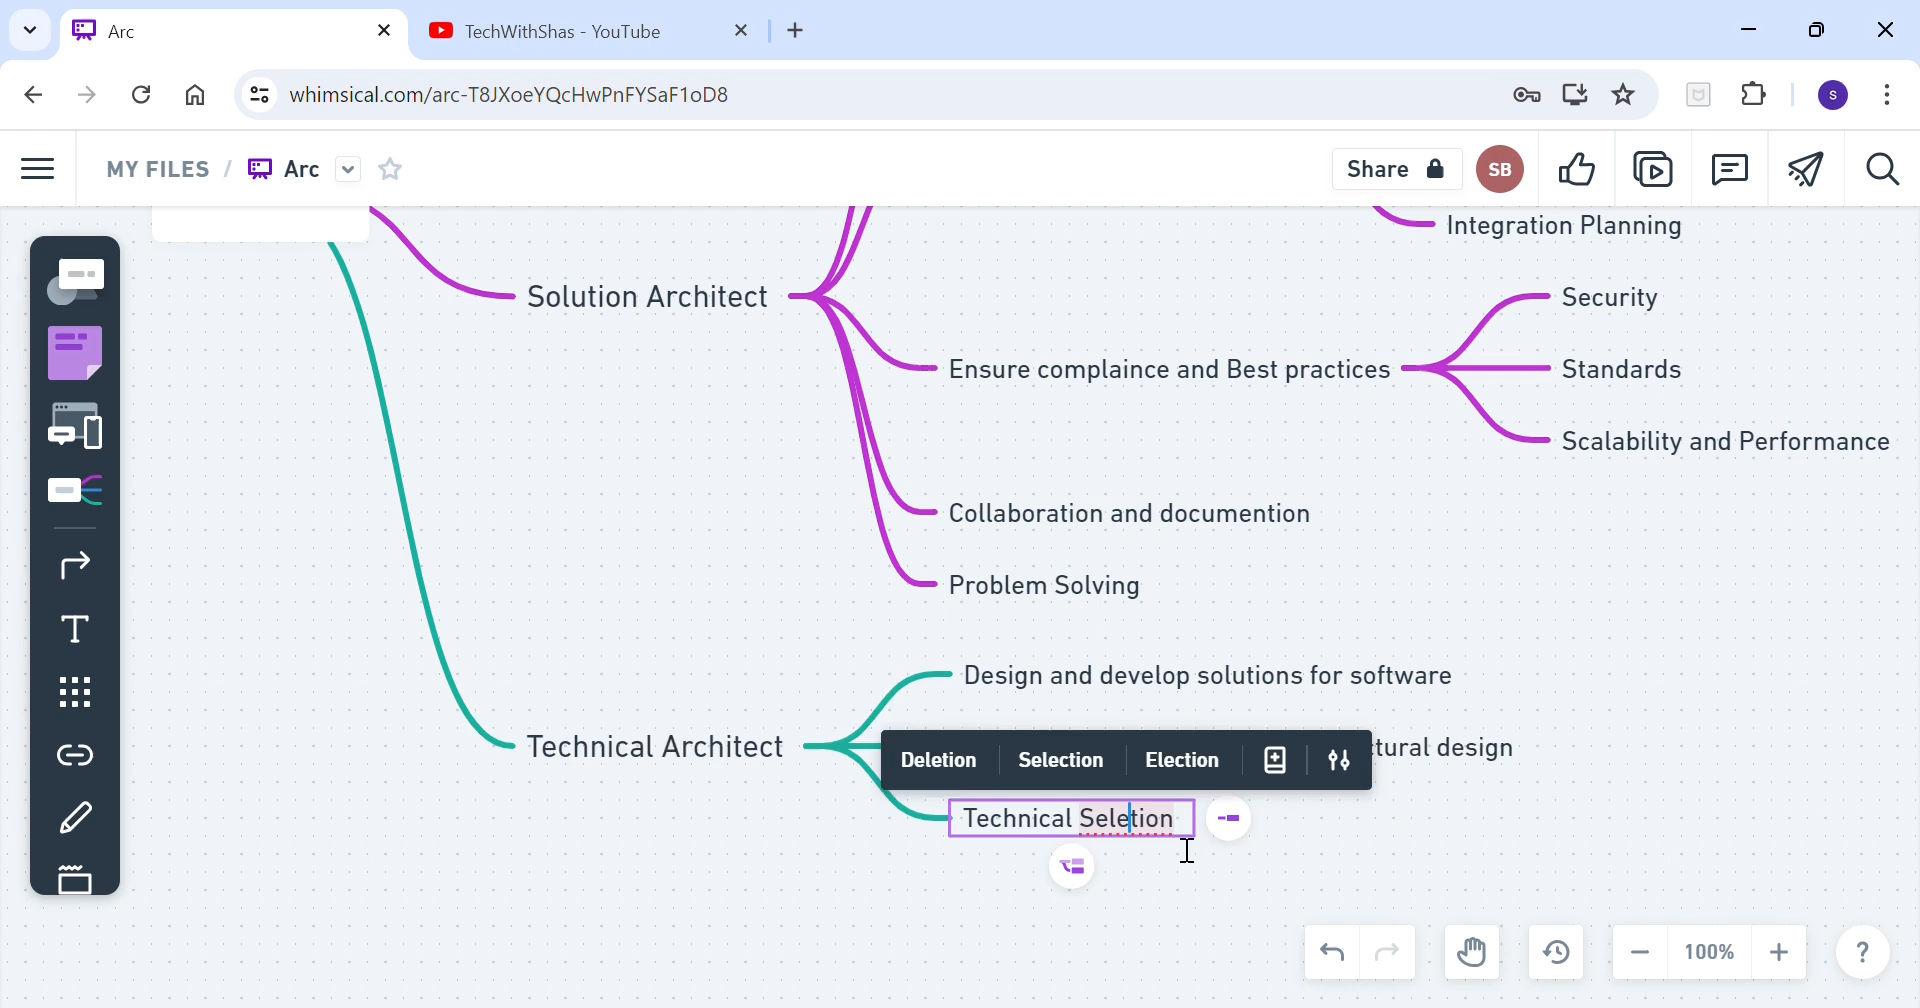 Arc
TechWithShas - YouTube
whimsical.com/arc-T8JXoeYQcHwPnFYSaF1oD8
S
MY FILES / Arc
Share
SB
Integration Planning
Solution Architect
Security
Ensure complaince and Best practices
Standards
Scalability and Performance
Collaboration and documention
Problem Solving
Design and develop solutions for software
Technical Architect
tural design
Deletion
Selection
Election
Technical Seletion
T
100%
?